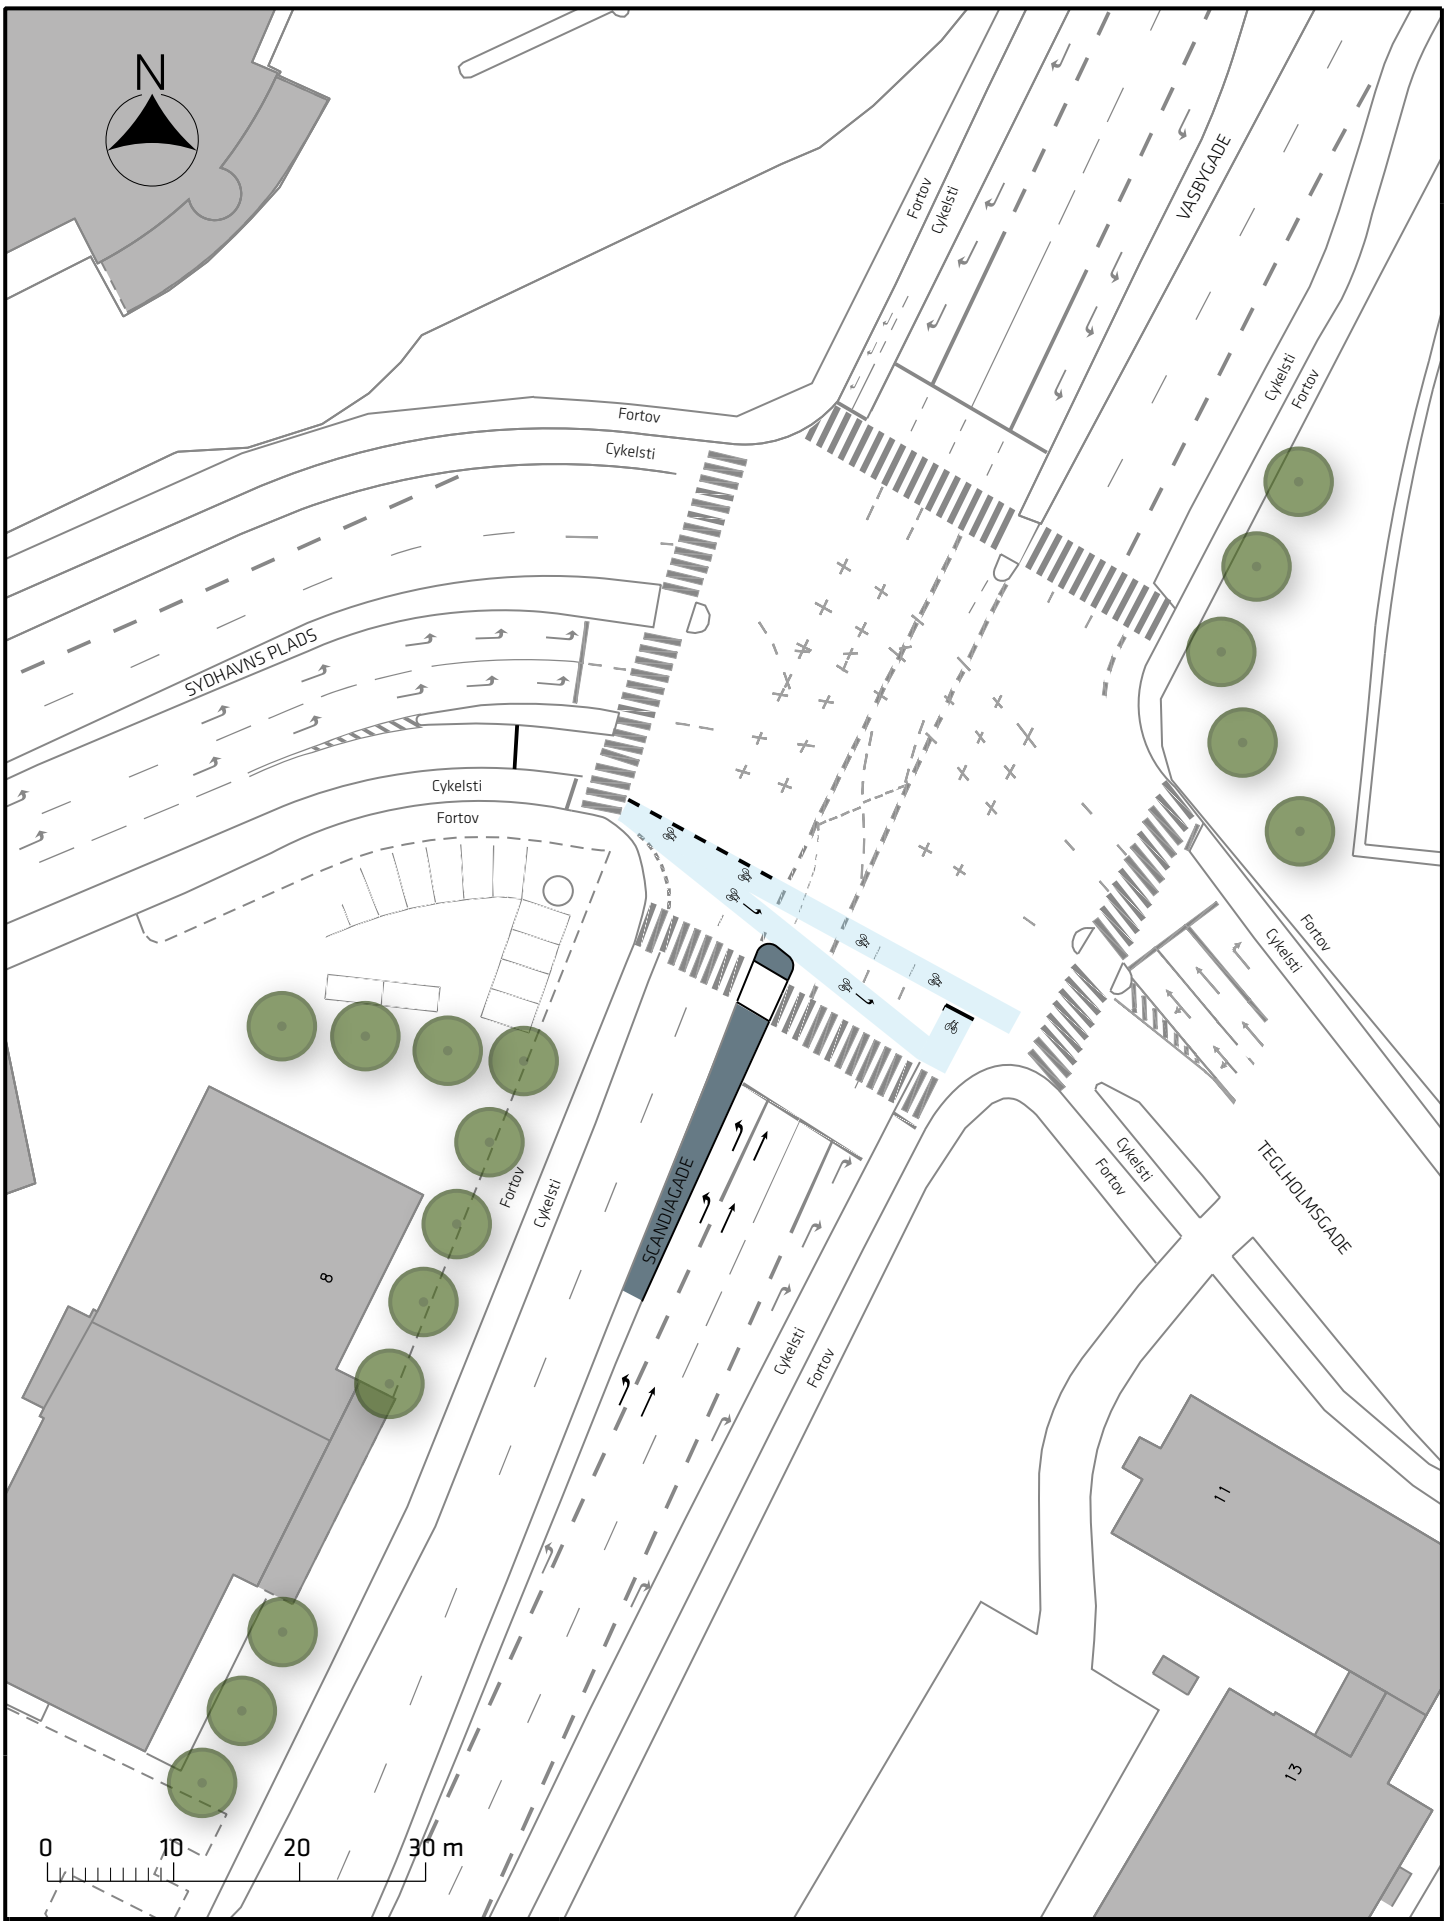 N
VASBYGADE
Fortov
Cykelsti
Cykelsti
Fortov
Fortov
Cykelsti
SYDHAVNS PLADS
Cykelsti
Fortov
Fortov
Cykelsti
Fortov
Cykelsti
SCANDIAGADE
Cykelsti
Fortov
TEGLHOLMSGADE
8
Cykelsti
Fortov
11
13
0 10 20 30 m